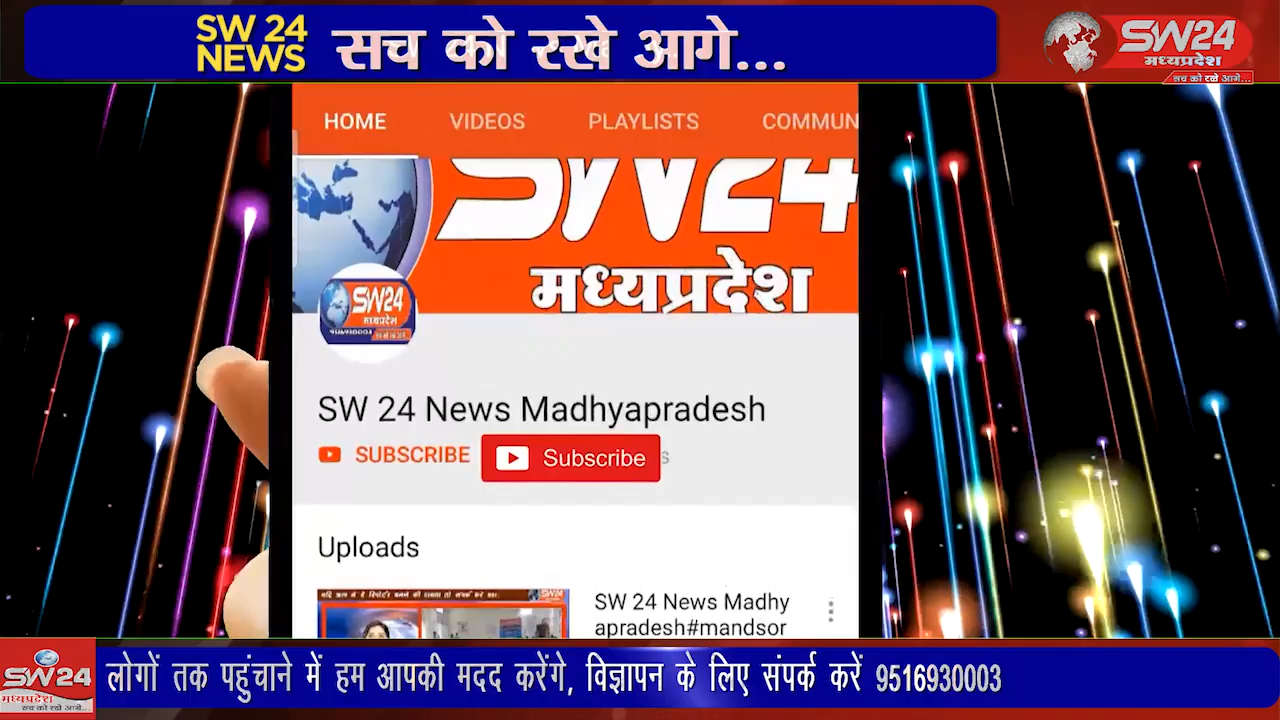 SW 24
NEWS
सच को रखे आगे...
SW24
मध्यप्रदेश
सच को रखे आगे...
HOME VIDEOS PLAYLISTS COMMUN
SW24
मध्यप्रदेश
SW24
मध्यप्रदेश
SW 24 News Madhyapradesh
SUBSCRIBE Subscribe s
Uploads
SW24
SW 24 News Madhy
apradesh#mandsor
SW24
मध्यप्रदेश
सच को रखे आगे...
लोगों तक पहुंचाने में हम आपकी मदद करेंगे, विज्ञापन के लिए संपर्क करें 9516930003